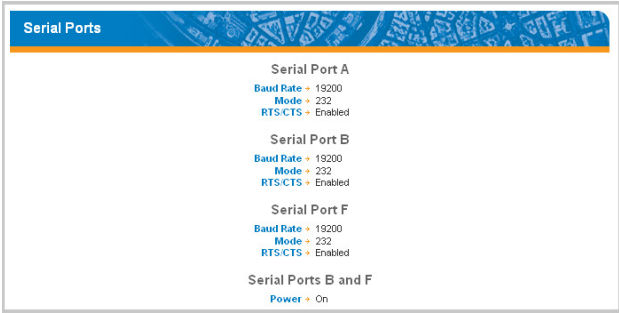 Serial Ports
Serial Port A
Baud Rate → 19200
Mode → 232
RTS/CTS → Enabled
Serial Port B
Baud Rate → 19200
Mode → 232
RTS/CTS → Enabled
Serial Port F
Baud Rate → 19200
Mode → 232
RTS/CTS → Enabled
Serial Ports B and F
Power → On